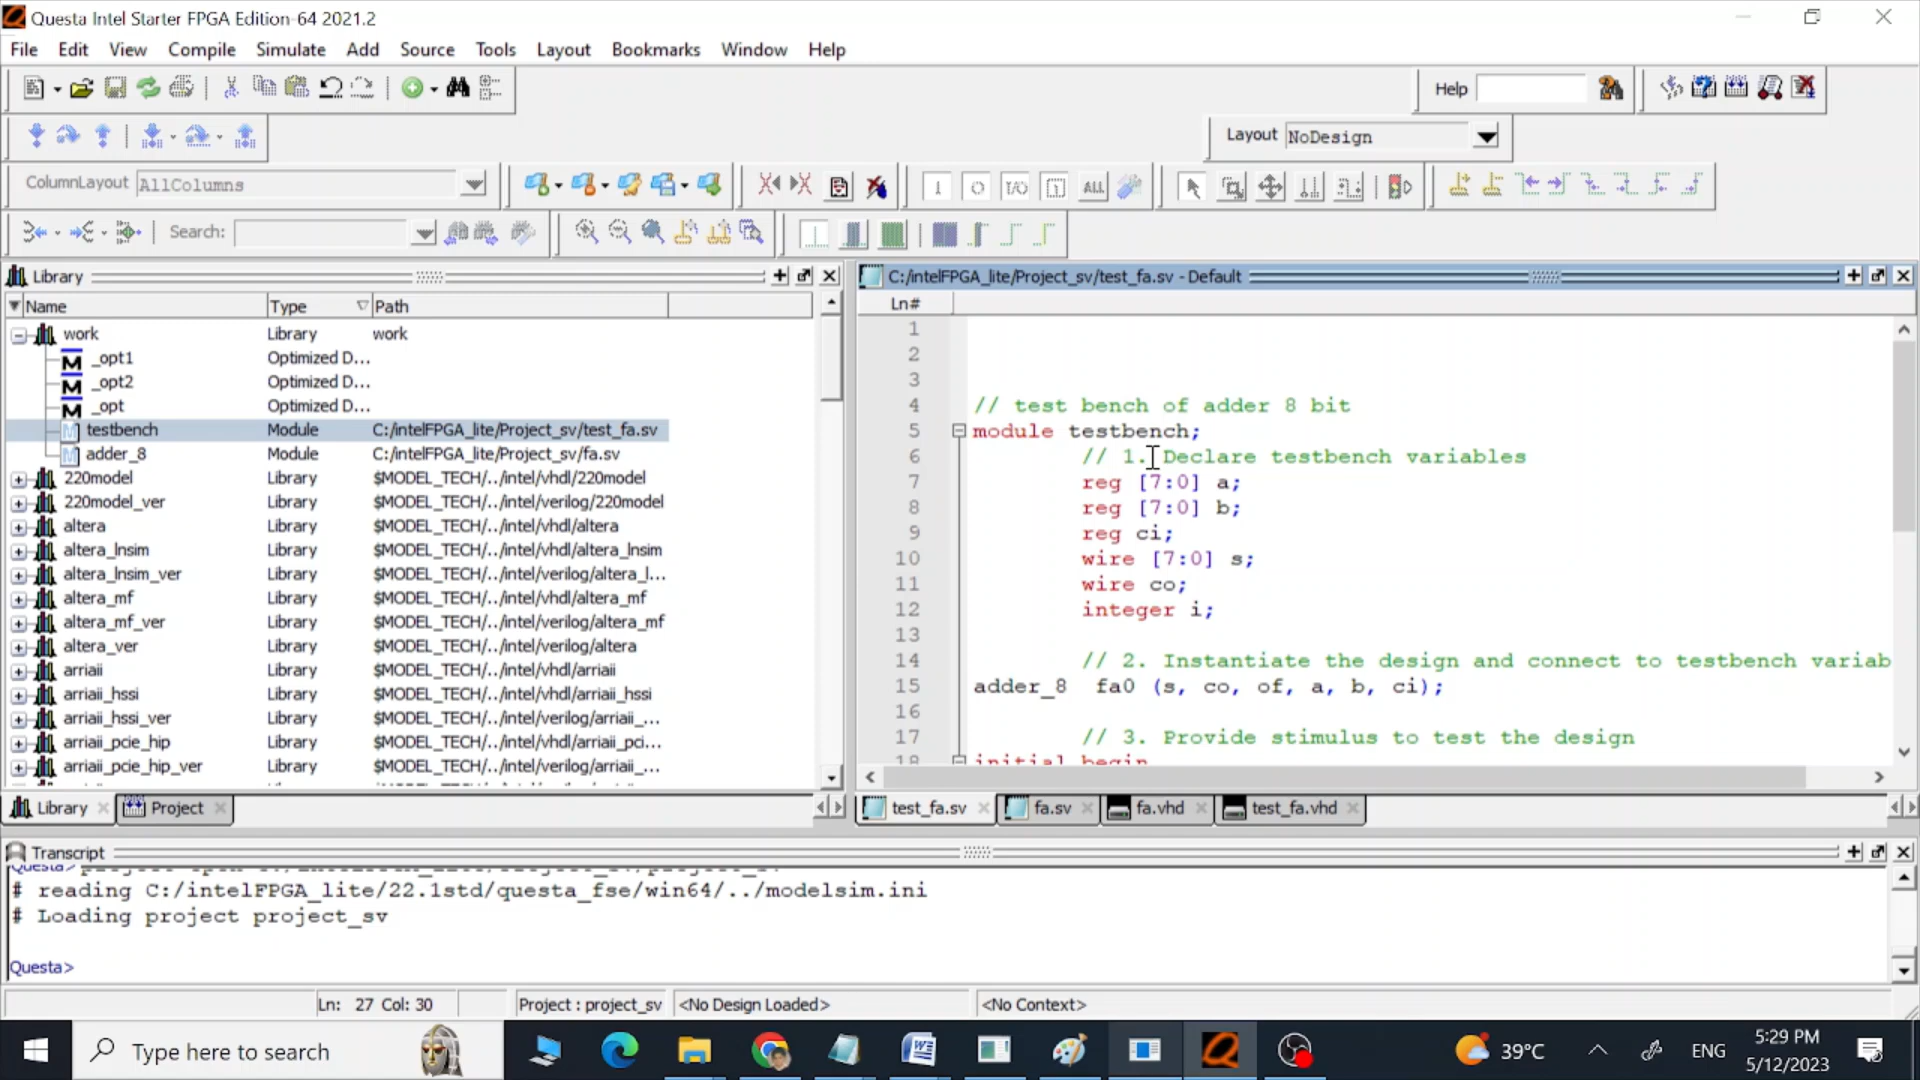 Questa Intel Starter FPGA Edition-64 2021.2
File Edit View Compile Simulate Add Source Tools Layout Bookmarks Window Help
Help
Layout NoDesign
ColumnLayout AllColumns
Search:
Library
Name Type Path
work Library work
_opt1 Optimized D...
_opt2 Optimized D...
_opt Optimized D...
testbench Module C:/intelFPGA_lite/Project_sv/test_fa.sv
adder_8 Module C:/intelFPGA_lite/Project_sv/fa.sv
220model Library $MODEL_TECH/../intel/vhdl/220model
220model_ver Library $MODEL_TECH/../intel/verilog/220model
altera Library $MODEL_TECH/../intel/vhdl/altera
altera_lnsim Library $MODEL_TECH/../intel/vhdl/altera_lnsim
altera_lnsim_ver Library $MODEL_TECH/../intel/verilog/altera_l...
altera_mf Library $MODEL_TECH/../intel/vhdl/altera_mf
altera_mf_ver Library $MODEL_TECH/../intel/verilog/altera_mf
altera_ver Library $MODEL_TECH/../intel/verilog/altera
arriaii Library $MODEL_TECH/../intel/vhdl/arriaii
arriaii_hssi Library $MODEL_TECH/../intel/vhdl/arriaii_hssi
arriaii_hssi_ver Library $MODEL_TECH/../intel/verilog/arriaii_...
arriaii_pcie_hip Library $MODEL_TECH/../intel/vhdl/arriaii_pci...
arriaii_pcie_hip_ver Library $MODEL_TECH/../intel/verilog/arriaii_...
Library Project
C:/intelFPGA_lite/Project_sv/test_fa.sv - Default
Ln#
1
2
3
4 // test bench of adder 8 bit
5 module testbench;
6 // 1. Declare testbench variables
7 reg [7:0] a;
8 reg [7:0] b;
9 reg ci;
10 wire [7:0] s;
11 wire co;
12 integer i;
13
14 // 2. Instantiate the design and connect to testbench variab
15 adder_8 fa0 (s, co, of, a, b, ci);
16
17 // 3. Provide stimulus to test the design
18 initial begin
test_fa.sv fa.sv fa.vhd test_fa.vhd
Transcript
# reading C:/intelFPGA_lite/22.1std/questa_fse/win64/../modelsim.ini
# Loading project project_sv
Questa>
Ln: 27 Col: 30 Project : project_sv <No Design Loaded> <No Context>
Type here to search
39°C ENG 5:29 PM
5/12/2023